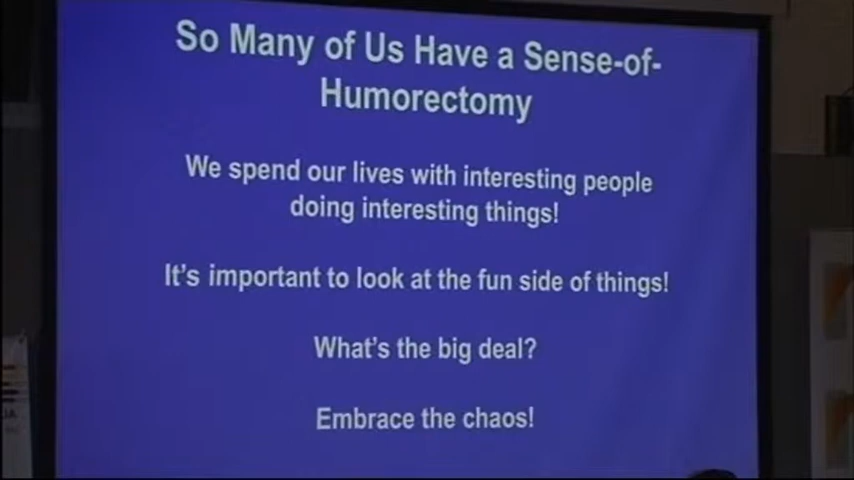 So Many of Us Have a Sense-of-
Humorectomy
We spend our lives with interesting people
doing interesting things!
It's important to look at the fun side of things!
What's the big deal?
Embrace the chaos!